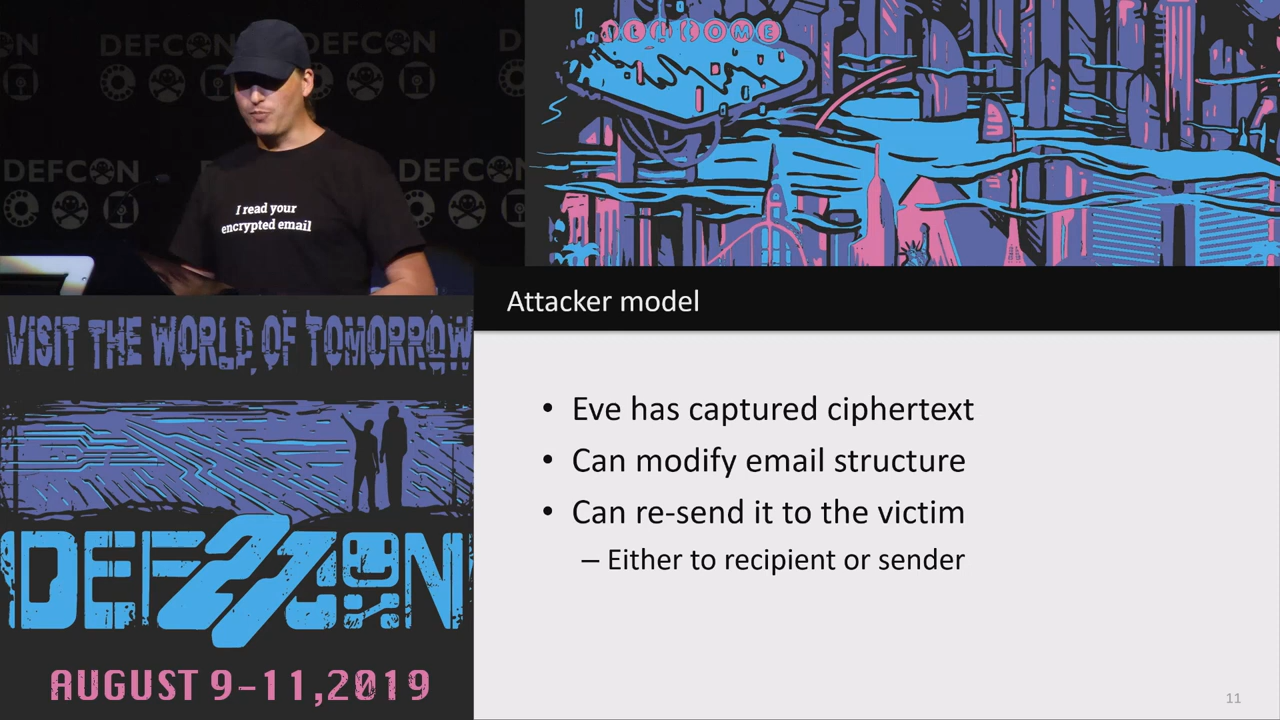 DEFCON
DEFCON
DEFCON
DEFCON
I read your
encrypted email
WELCOME
Attacker model
• Eve has captured ciphertext
• Can modify email structure
• Can re-send it to the victim
– Either to recipient or sender
11
VISIT THE WORLD OF TOMORROW
DEF27CON
AUGUST 9-11,2019